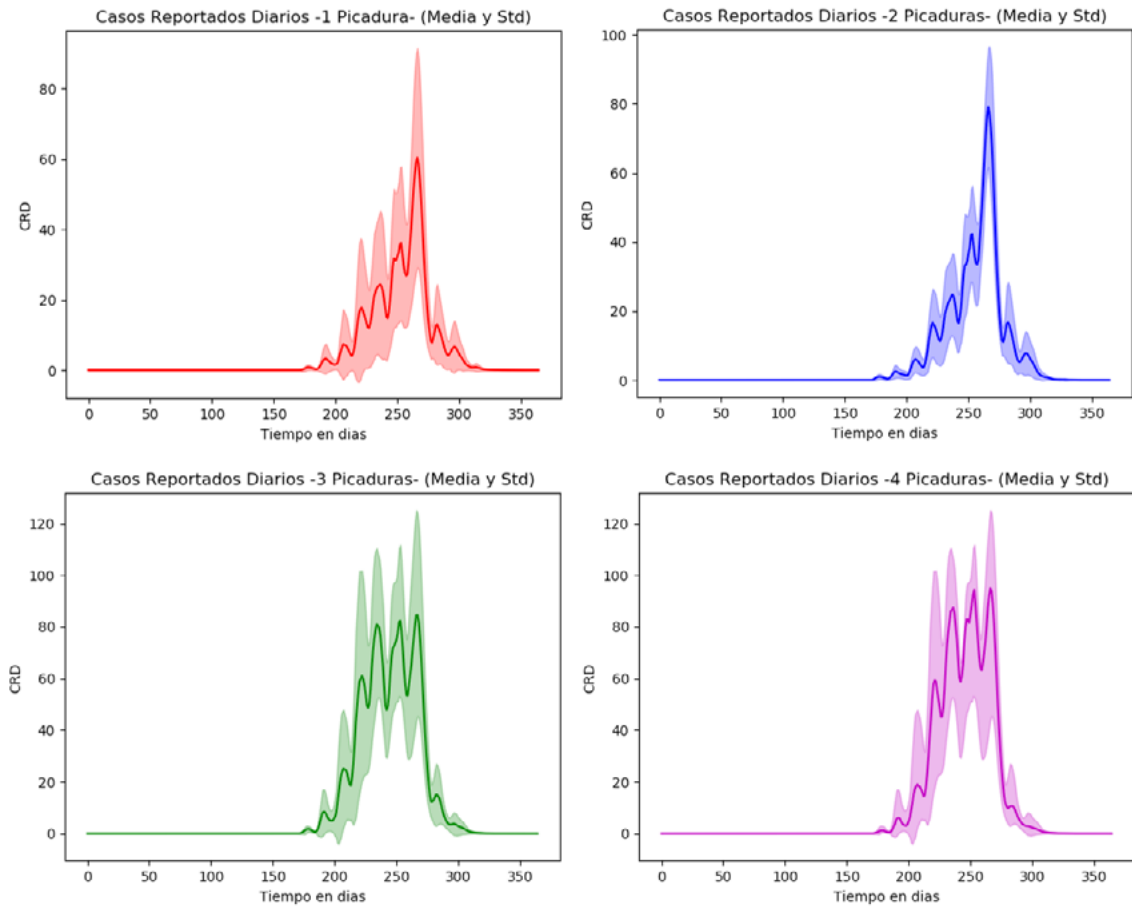 Casos Reportados Diarios -1 Picadura- (Media y Std)
CRD
80
60
40
20
0
0 50 100 150 200 250 300 350
Tiempo en dias
Casos Reportados Diarios -2 Picaduras- (Media y Std)
CRD
100
80
60
40
20
0
0 50 100 150 200 250 300 350
Tiempo en dias
Casos Reportados Diarios -3 Picaduras- (Media y Std)
CRD
120
100
80
60
40
20
0
0 50 100 150 200 250 300 350
Tiempo en dias
Casos Reportados Diarios -4 Picaduras- (Media y Std)
CRD
120
100
80
60
40
20
0
0 50 100 150 200 250 300 350
Tiempo en dias